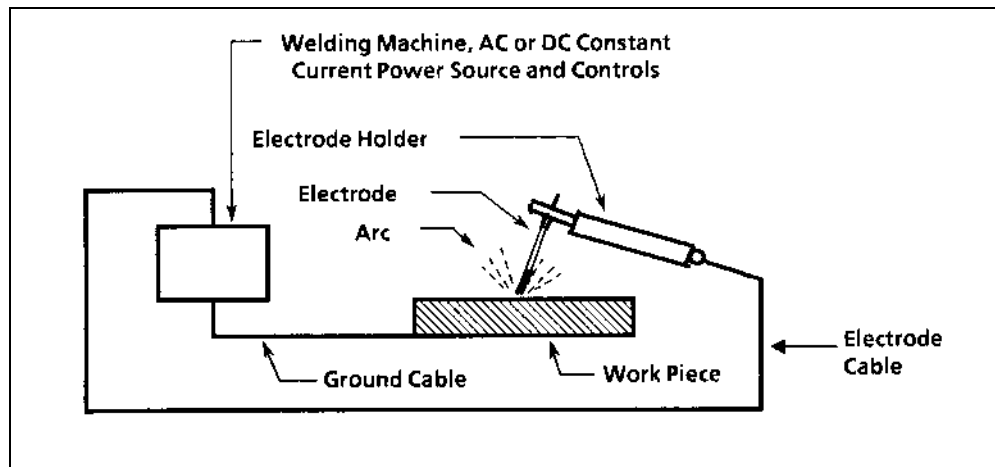 Welding Machine, AC or DC Constant
Current Power Source and Controls
Electrode Holder
Electrode
Arc
Electrode
Cable
Ground Cable
Work Piece